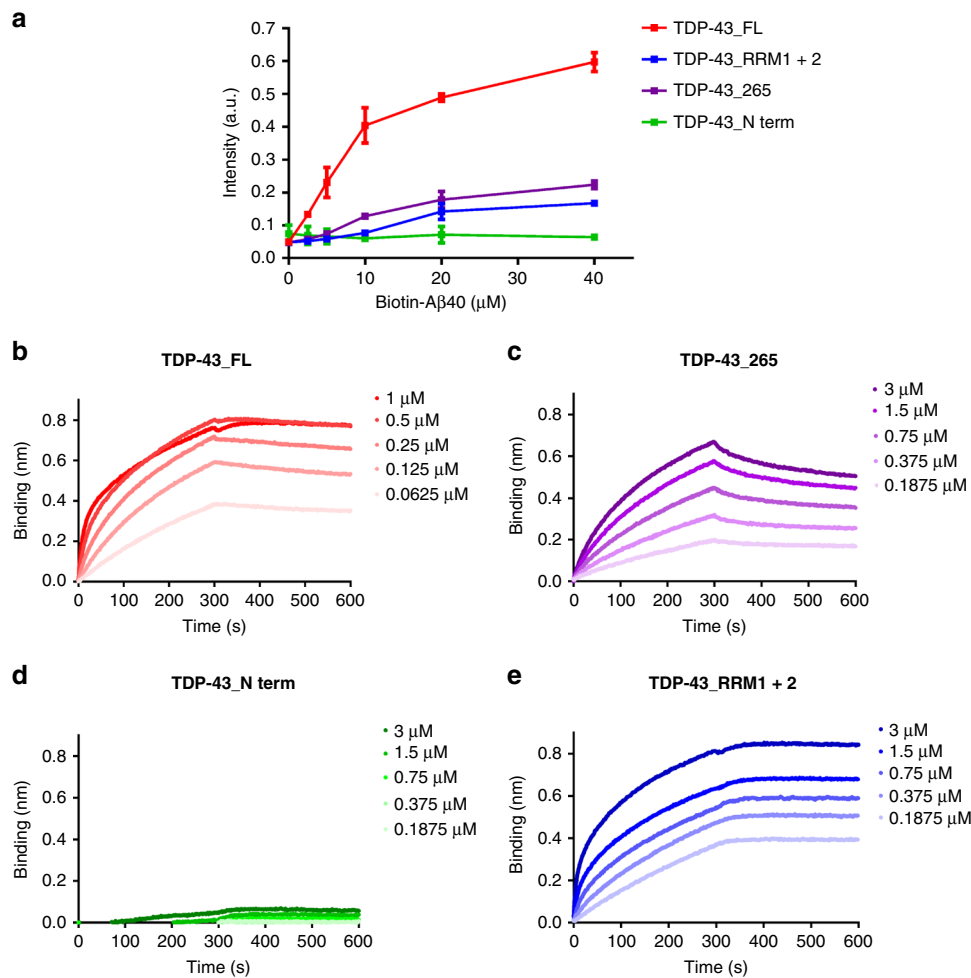 a
0.7
0.6
0.5
0.4
0.3
0.2
0.1
0.0
Intensity (a.u.)
0 10 20 30 40
Biotin-Aβ40 (μM)
TDP-43_FL
TDP-43_RRM1 + 2
TDP-43_265
TDP-43_N term
b
TDP-43_FL
0.8
0.6
0.4
0.2
0.0
Binding (nm)
0 100 200 300 400 500 600
Time (s)
1 μM
0.5 μM
0.25 μM
0.125 μM
0.0625 μM
c
TDP-43_265
0.8
0.6
0.4
0.2
0.0
Binding (nm)
0 100 200 300 400 500 600
Time (s)
3 μM
1.5 μM
0.75 μM
0.375 μM
0.1875 μM
d
TDP-43_N term
0.8
0.6
0.4
0.2
0.0
Binding (nm)
0 100 200 300 400 500 600
Time (s)
3 μM
1.5 μM
0.75 μM
0.375 μM
0.1875 μM
e
TDP-43_RRM1 + 2
0.8
0.6
0.4
0.2
0.0
Binding (nm)
0 100 200 300 400 500 600
Time (s)
3 μM
1.5 μM
0.75 μM
0.375 μM
0.1875 μM